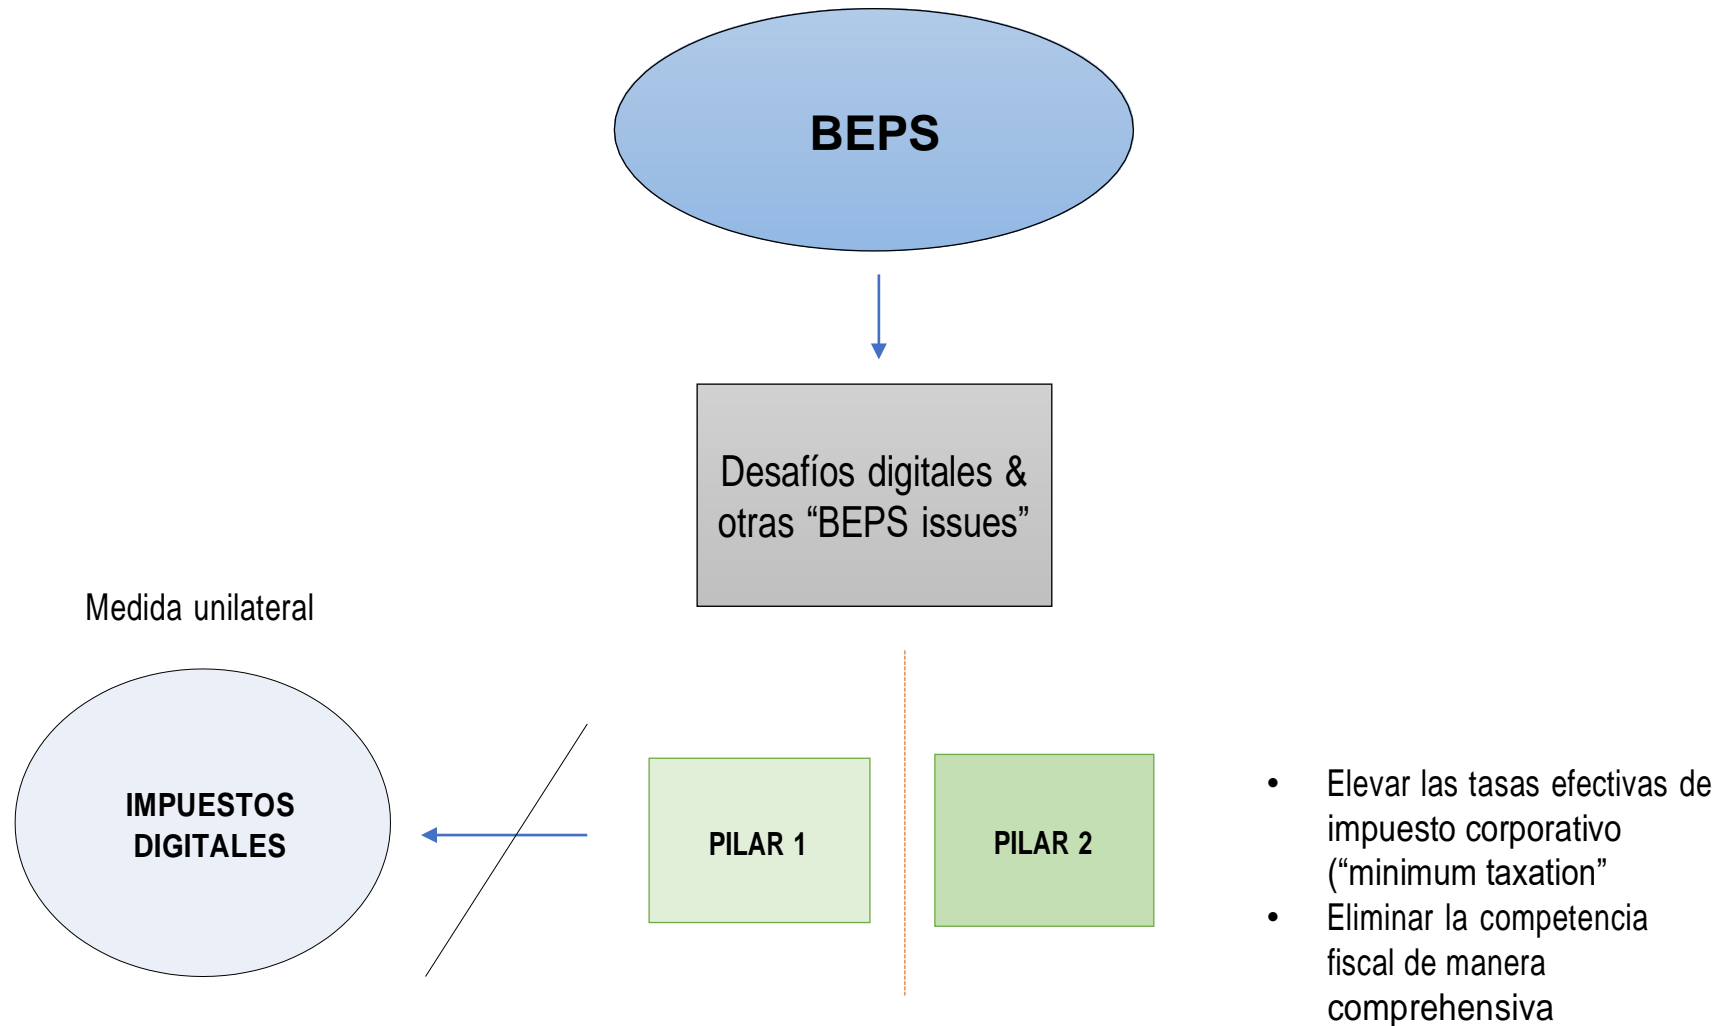 BEPS
Desafíos digitales &
otras “BEPS issues”
Medida unilateral
IMPUESTOS
DIGITALES
PILAR 1
PILAR 2
• Elevar las tasas efectivas de
impuesto corporativo
(“minimum taxation”
• Eliminar la competencia
fiscal de manera
comprehensiva